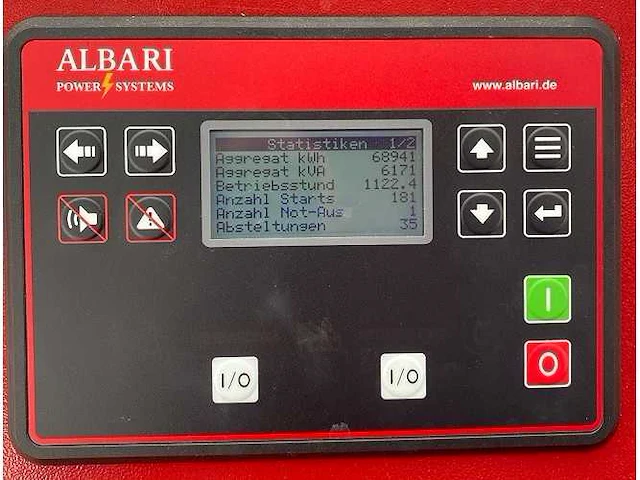 ALBARI
POWER SYSTEMS
www.albari.de
Statistiken 1/2
Aggregat kWh 68941
Aggregat kVA 6171
Betriebsstund 1122.4
Anzahl Starts 181
Anzahl Not-Aus 1
Abstellungen 35
I
O
I/O
I/O